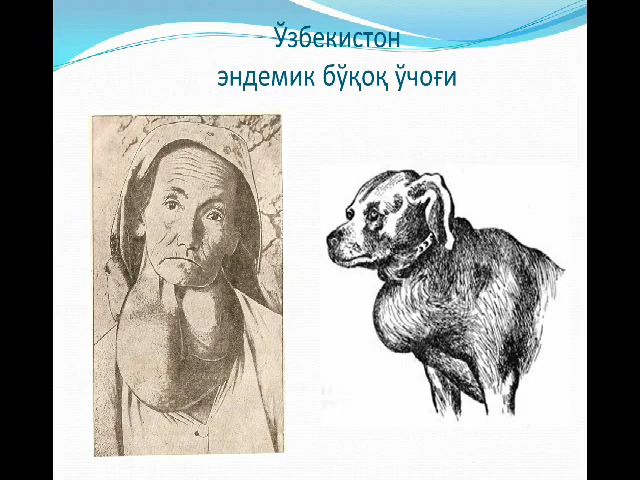 Ўзбекистон
эндемик бўқоқ ўчоғи